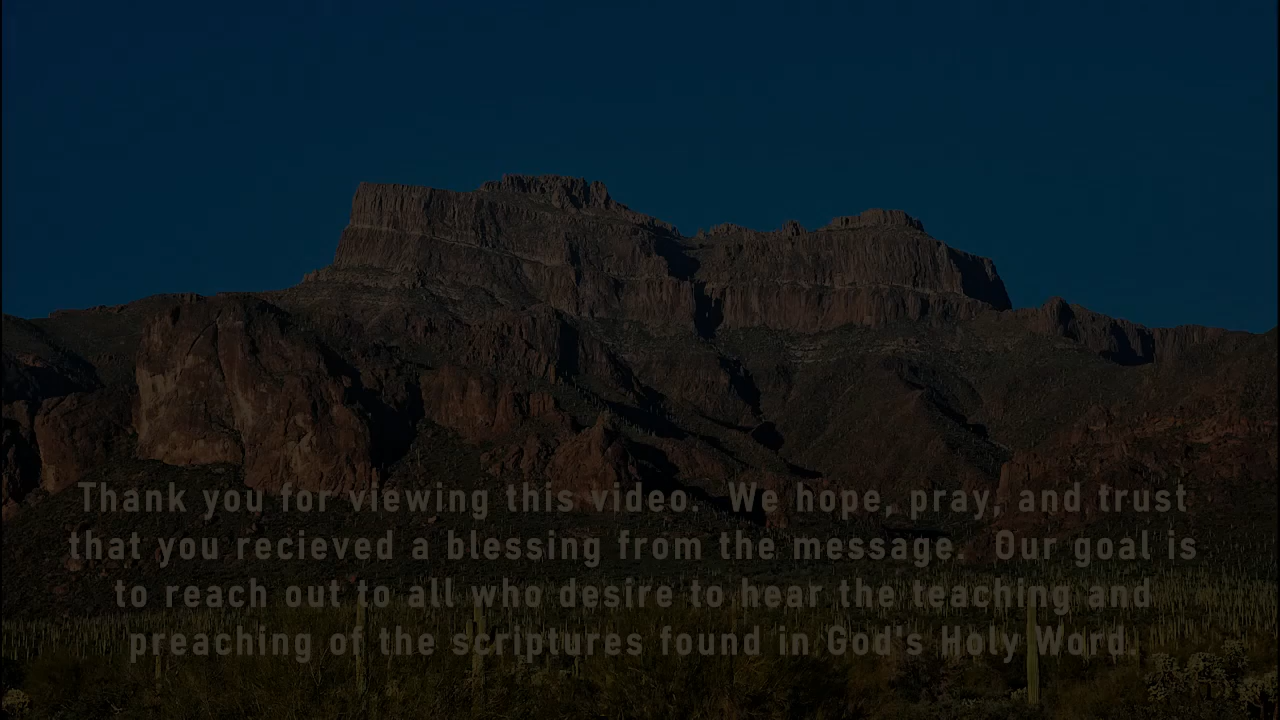 Thank you for viewing this video. We hope, pray, and trust
that you recieved a blessing from the message. Our goal is
to reach out to all who desire to hear the teaching and
preaching of the scriptures found in God's Holy Word.